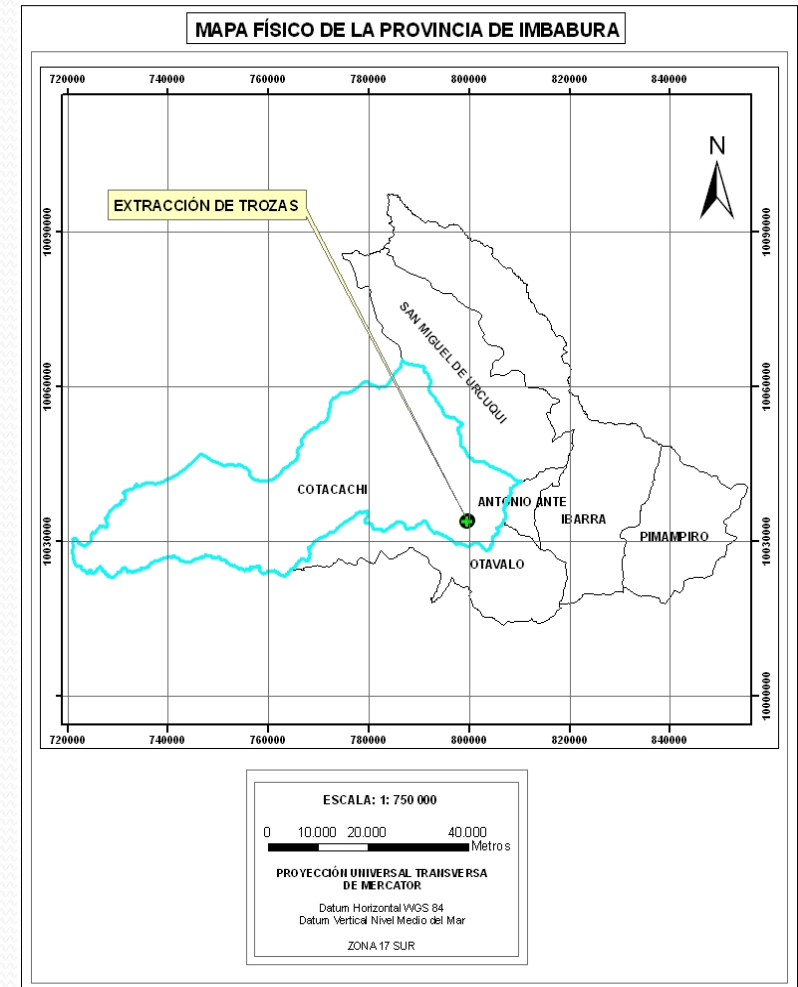 MAPA FÍSICO DE LA PROVINCIA DE IMBABURA
720000 740000 760000 780000 800000 820000 840000
N
EXTRACCIÓN DE TROZAS
10090000 10090000
SAN MIGUEL DE URCUQUI
10060000 10060000
COTACACHI
ANTONIO ANTE
IBARRA
PIMAMPIRO
10030000 10030000
OTAVALO
10000000
720000 740000 760000 780000 800000 820000 840000
ESCALA: 1: 750 000
0 10.000 20.000 40.000
Metros
PROYECCIÓN UNIVERSAL TRANSVERSA
DE MERCATOR
Datum Horizontal WGS 84
Datum Vertical Nivel Medio del Mar
ZONA 17 SUR